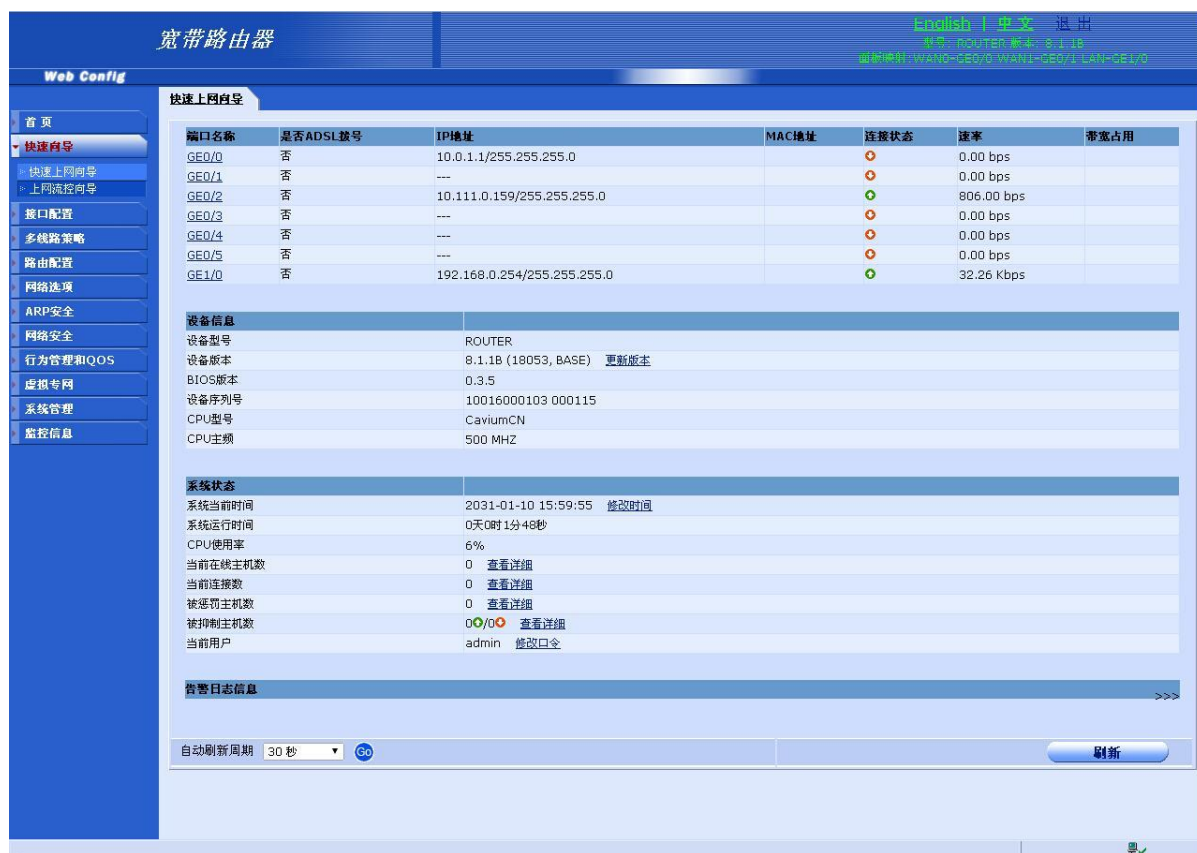 宽带路由器
English | 中文 退出
型号: ROUTER 版本: 8.1.1B
面板映射:WAN0-GE0/0 WAN1-GE0/1 LAN-GE1/0
Web Config
快速上网向导
首页
快速向导
快速上网向导
上网流控向导
接口配置
多线路策略
路由配置
网络选项
ARP安全
网络安全
行为管理和QOS
虚拟专网
系统管理
监控信息
端口名称 是否ADSL拨号 IP地址 MAC地址 连接状态 速率 带宽占用
GE0/0 否 10.0.1.1/255.255.255.0 0.00 bps
GE0/1 否 --- 0.00 bps
GE0/2 否 10.111.0.159/255.255.255.0 806.00 bps
GE0/3 否 --- 0.00 bps
GE0/4 否 --- 0.00 bps
GE0/5 否 --- 0.00 bps
GE1/0 否 192.168.0.254/255.255.255.0 32.26 Kbps
设备信息
设备型号 ROUTER
设备版本 8.1.1B (18053, BASE) 更新版本
BIOS版本 0.3.5
设备序列号 10016000103 000115
CPU型号 CaviumCN
CPU主频 500 MHZ
系统状态
系统当前时间 2031-01-10 15:59:55 修改时间
系统运行时间 0天0时1分48秒
CPU使用率 6%
当前在线主机数 0 查看详细
当前连接数 0 查看详细
被惩罚主机数 0 查看详细
被抑制主机数 0/0 查看详细
当前用户 admin 修改口令
告警日志信息 >>>
自动刷新周期 30 秒 Go 刷新